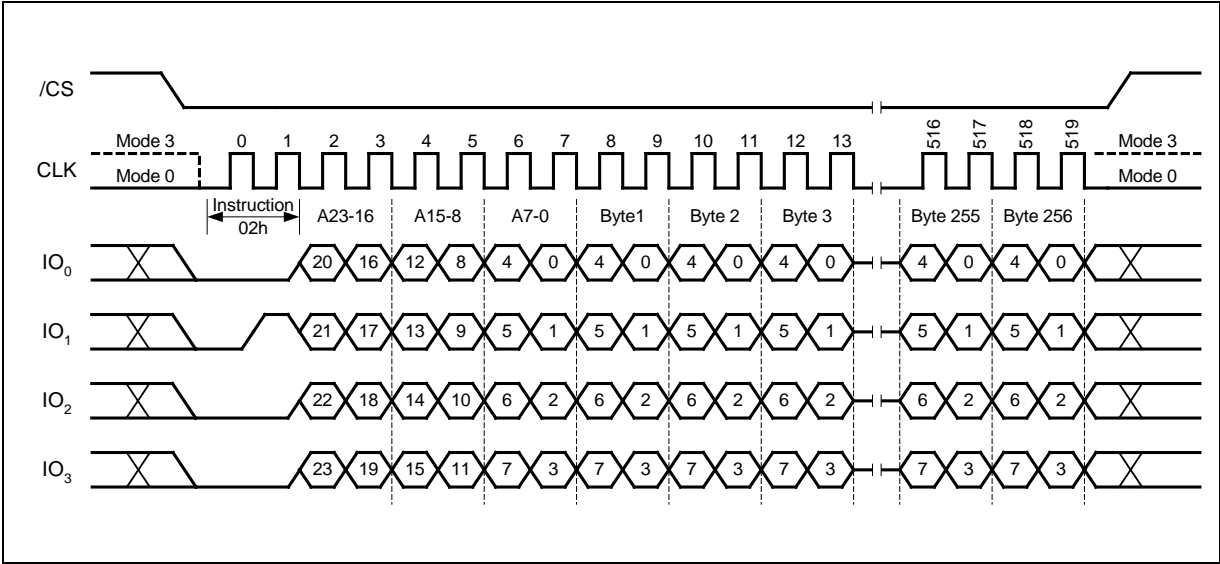 /CS
Mode 3 0 1 2 3 4 5 6 7 8 9 10 11 12 13 516 517 518 519 Mode 3
CLK
Mode 0 Mode 0
Instruction
02h
A23-16 A15-8 A7-0 Byte1 Byte 2 Byte 3 Byte 255 Byte 256
IO0 20 16 12 8 4 0 4 0 4 0 4 0 4 0 4 0
IO1 21 17 13 9 5 1 5 1 5 1 5 1 5 1 5 1
IO2 22 18 14 10 6 2 6 2 6 2 6 2 6 2 6 2
IO3 23 19 15 11 7 3 7 3 7 3 7 3 7 3 7 3